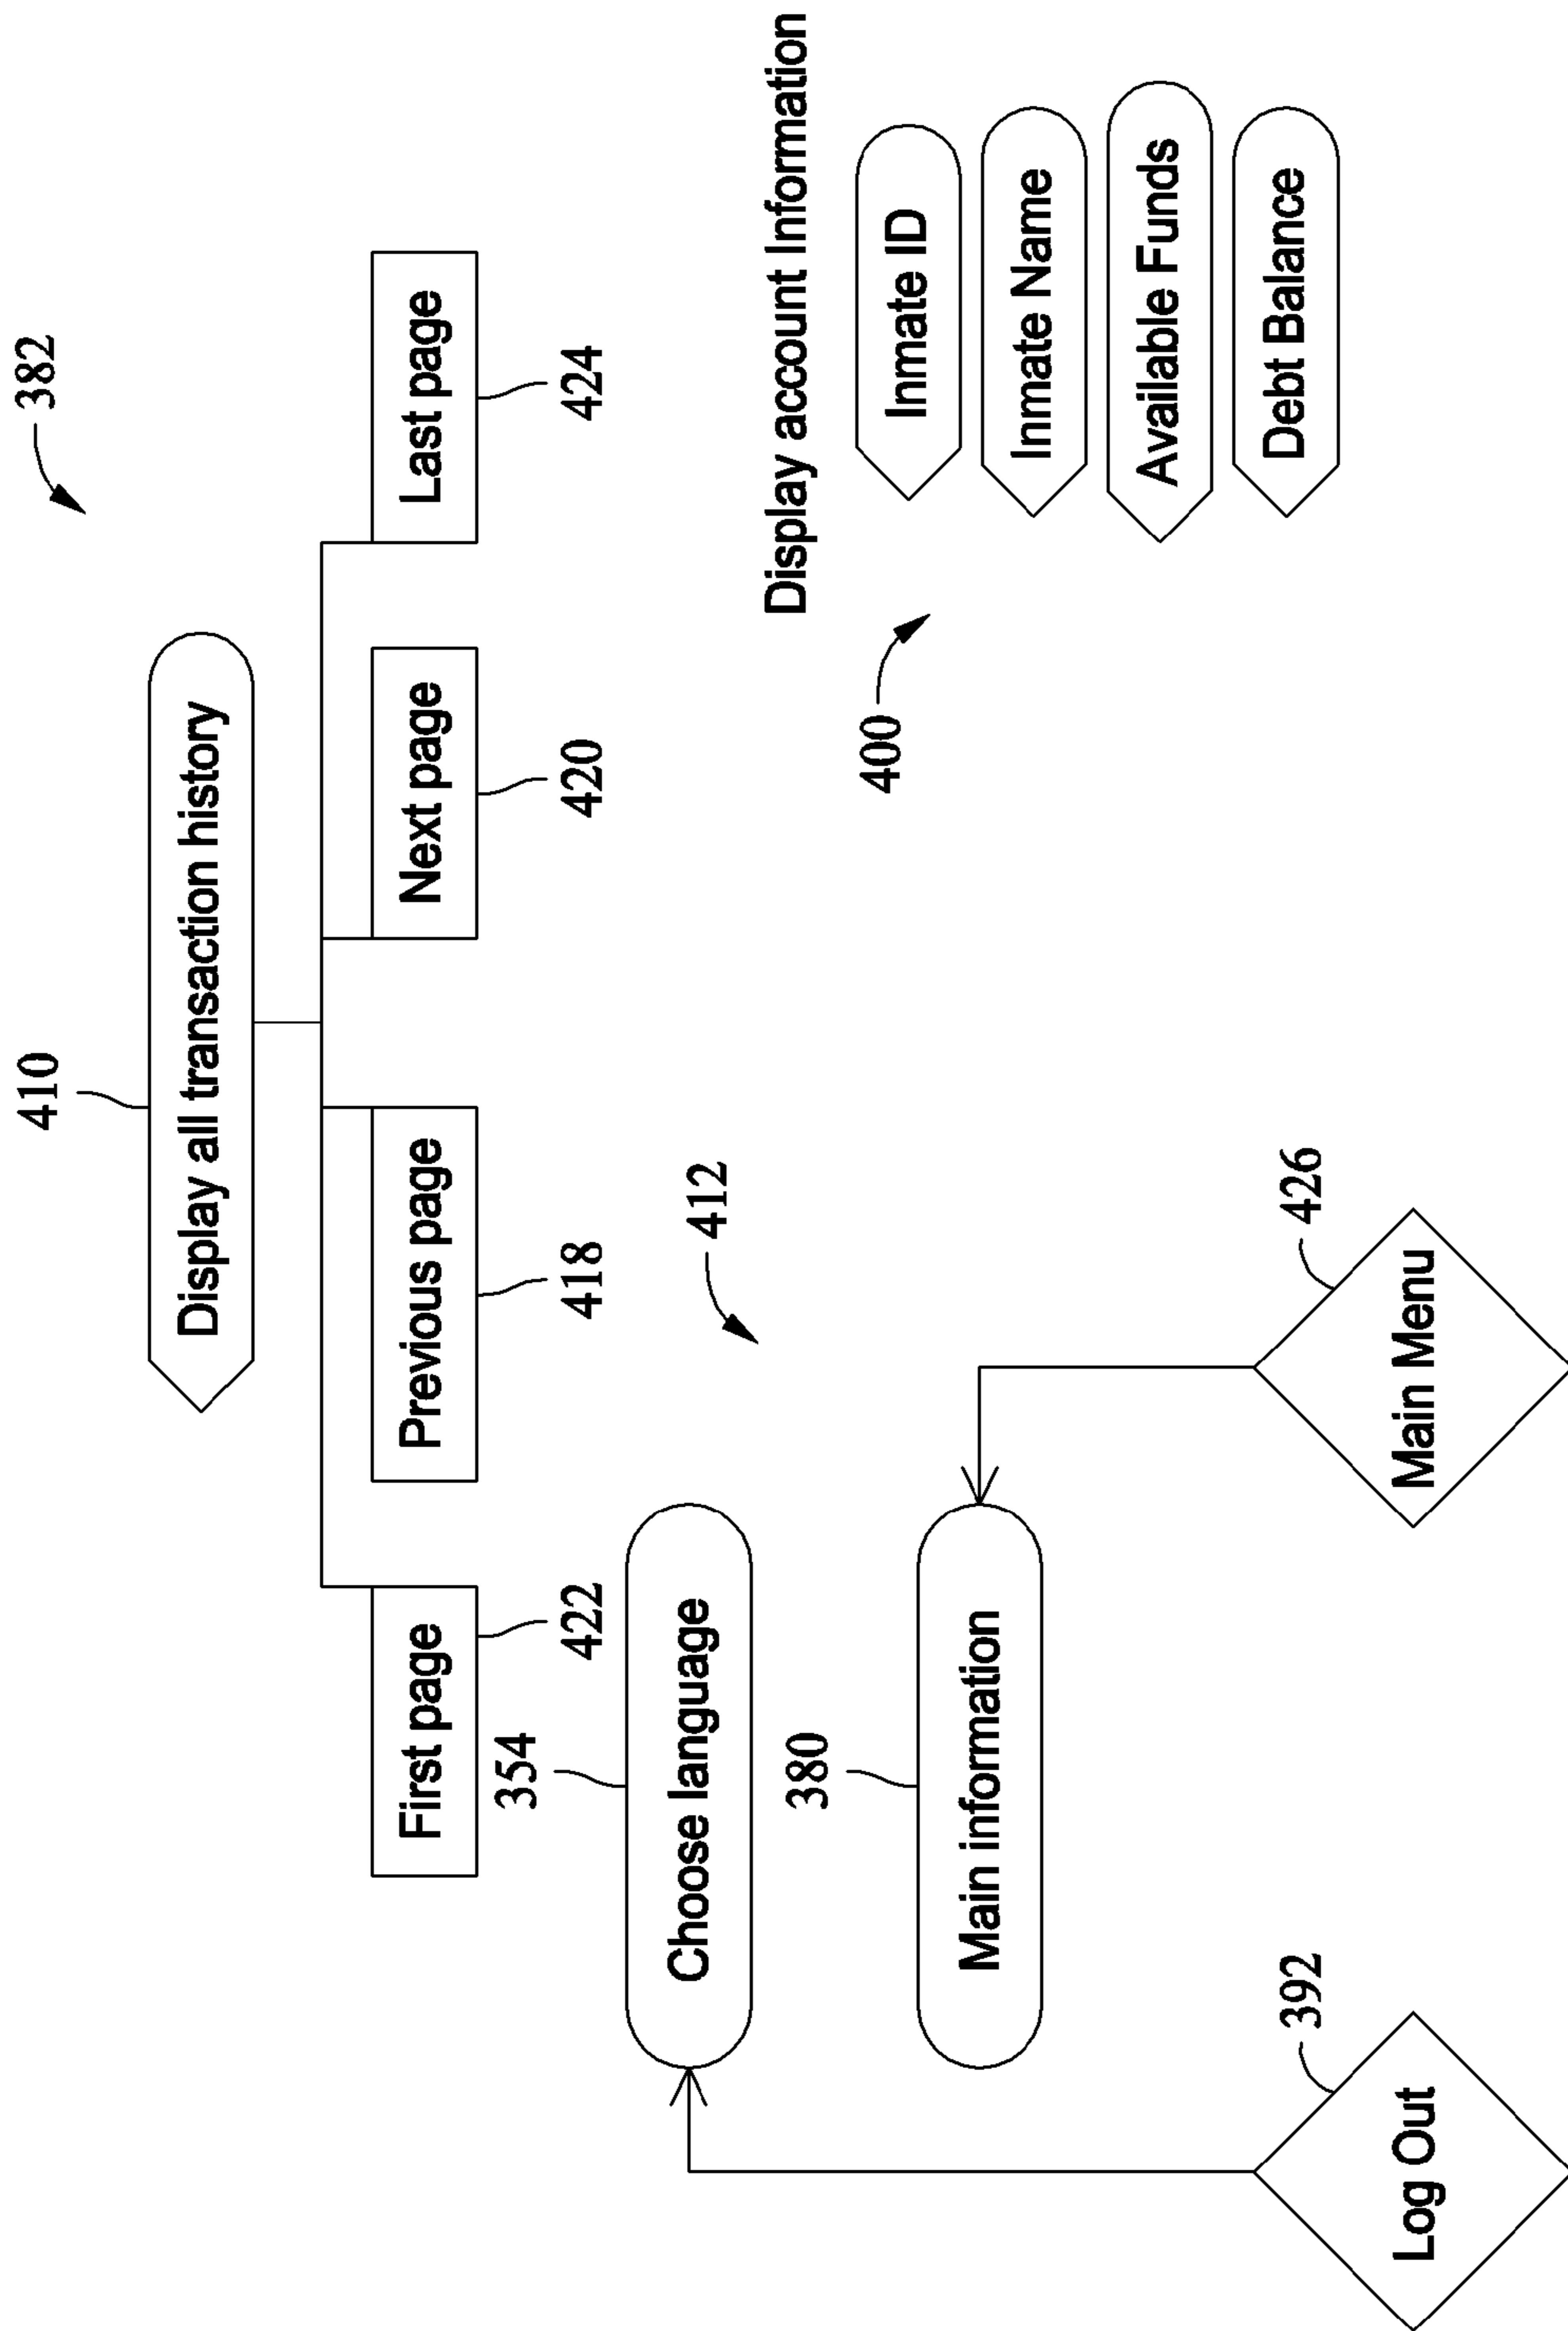 382
410
Display all transaction history
First page
Previous page
Next page
Last page
422
418
420
424
354
Choose language
412
380
Main information
400
Display account Information
Inmate ID
Inmate Name
Available Funds
Debt Balance
392
Log Out
426
Main Menu